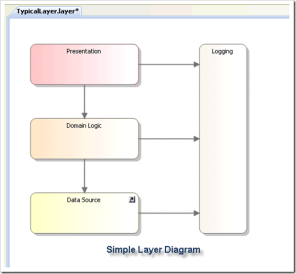 TypicalLayer.layer*
Presentation
Logging
Domain Logic
Data Source
Simple Layer Diagram